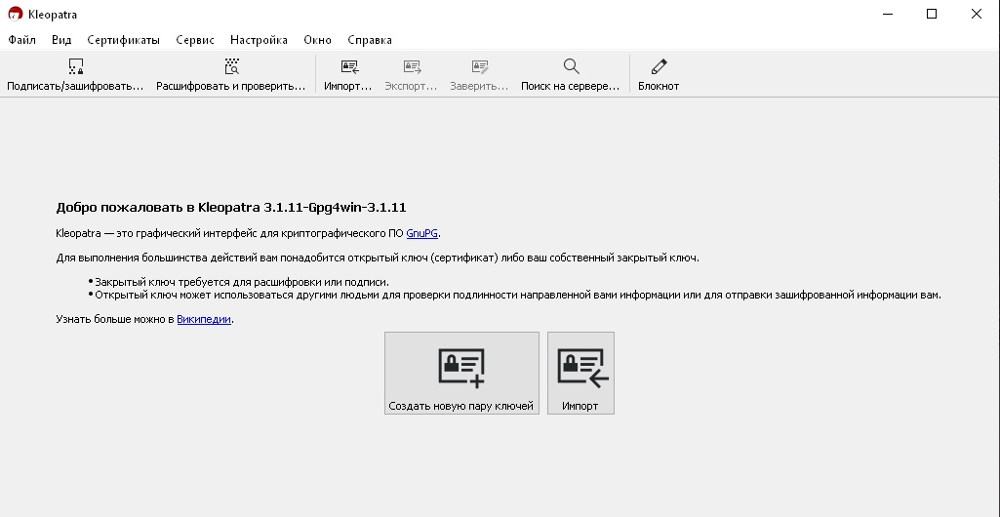 Kleopatra
Файл Вид Сертификаты Сервис Настройка Окно Справка
Подписать/зашифровать... Расшифровать и проверить... Импорт... Экспорт... Заверить... Поиск на сервере... Блокнот
Добро пожаловать в Kleopatra 3.1.11-Gpg4win-3.1.11
Kleopatra — это графический интерфейс для криптографического ПО GnuPG.
Для выполнения большинства действий вам понадобится открытый ключ (сертификат) либо ваш собственный закрытый ключ.
• Закрытый ключ требуется для расшифровки или подписи.
• Открытый ключ может использоваться другими людьми для проверки подлинности направленной вами информации или для отправки зашифрованной информации вам.
Узнать больше можно в Википедии.
Создать новую пару ключей Импорт